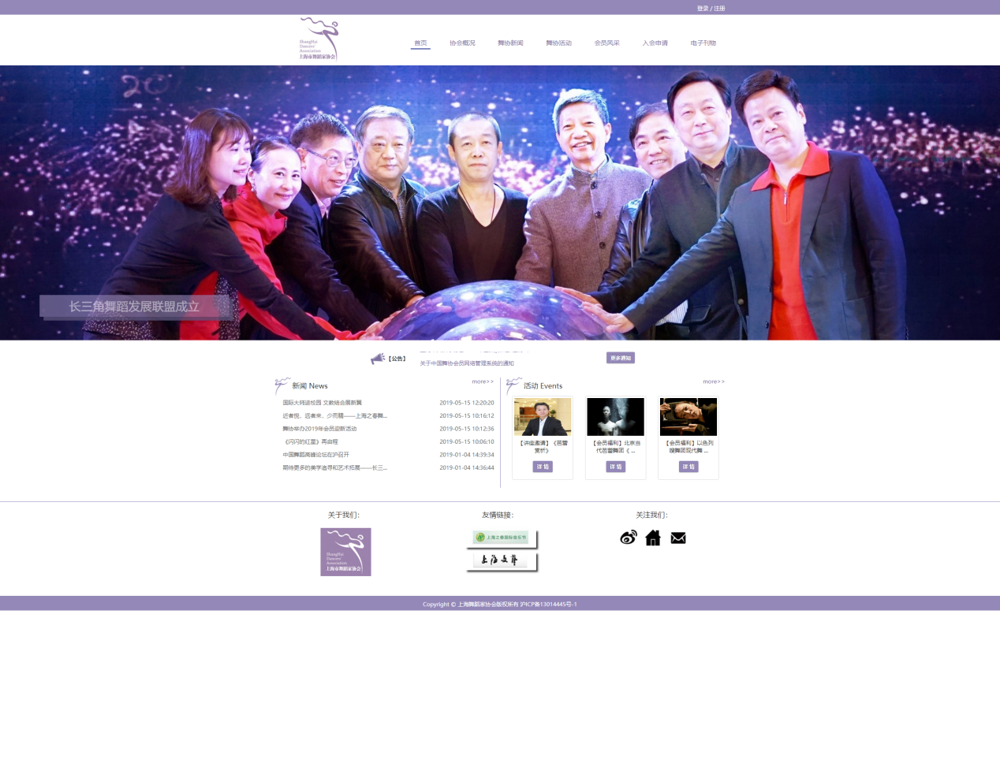 登录 / 注册
ShangHai
Dancers'
Association
上海市舞蹈家协会
首页
协会概况
舞协新闻
舞协活动
会员风采
入会申请
电子刊物
20
长三角舞蹈发展联盟成立
【公告】
关于中国舞协会员网络管理系统的通知
更多通知
新闻 News
more>>
国际大师进校园 文教结合展新翼
2019-05-15 12:20:20
近者悦、远者来、少而精——上海之春舞...
2019-05-15 10:16:12
舞协举办2019年会员迎新活动
2019-05-15 10:12:36
《闪闪的红星》再启程
2019-05-15 10:06:10
中国舞蹈高峰论坛在沪召开
2019-01-04 14:39:34
期待更多的美学追寻和艺术拓展——长三...
2019-01-04 14:36:44
活动 Events
more>>
【讲座邀请】《芭蕾
赏析》
详 情
【会员福利】北京当
代芭蕾舞团《 ...
详 情
【会员福利】以色列
嗖舞团现代舞 ...
详 情
关于我们：
ShangHai
Dancers'
Association
上海市舞蹈家协会
友情链接：
上海之春国际音乐节
上海文艺
关注我们：
Copyright © 上海舞蹈家协会版权所有 沪ICP备13014445号-1